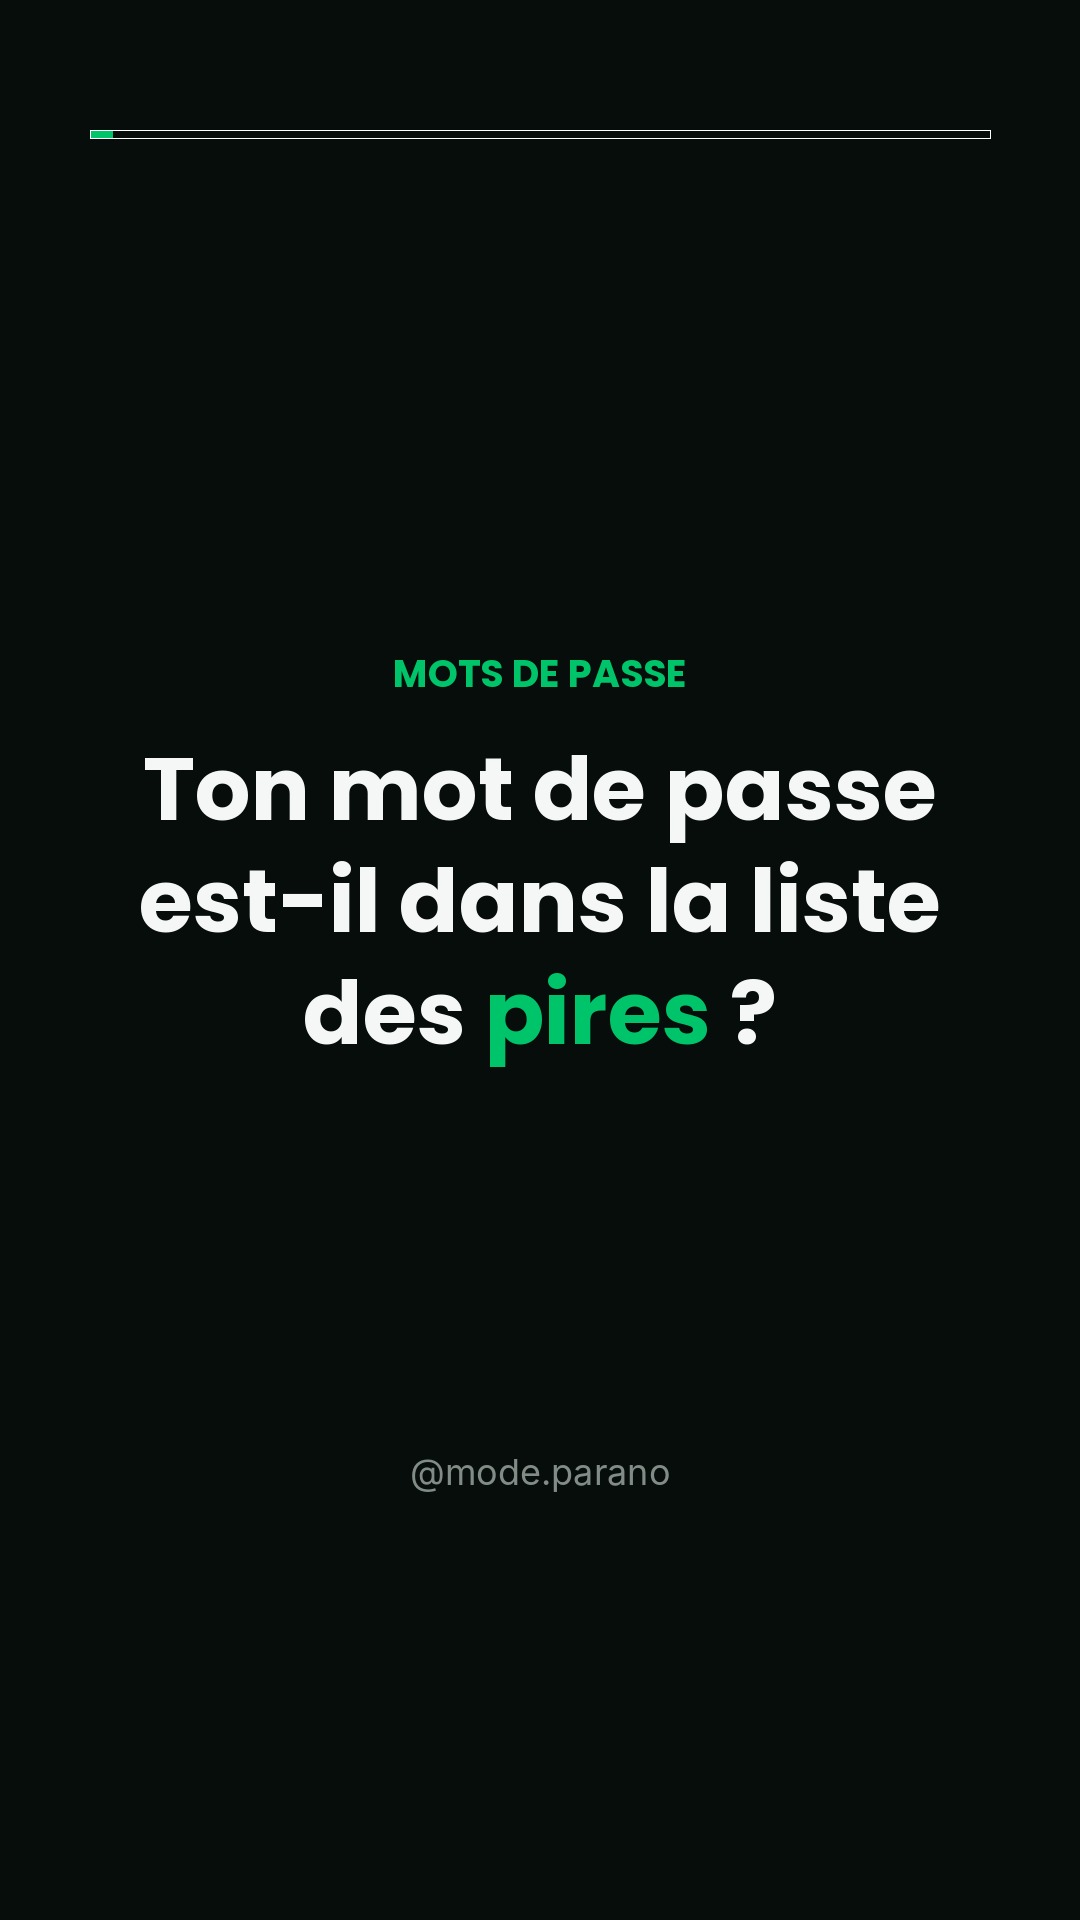 MOTS DE PASSE
Ton mot de passe
est-il dans la liste
des pires ?
@mode.parano